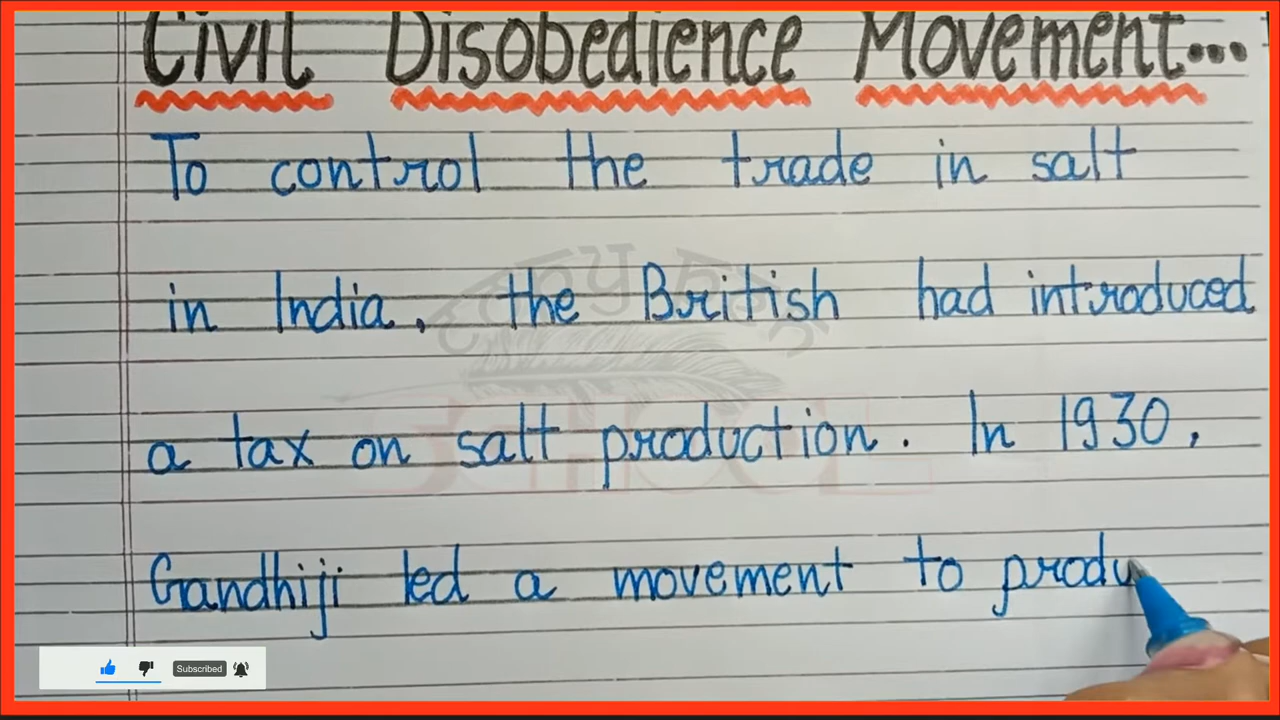 Civil Disobedience Movement...
To control the trade in salt
in India, the British had introduced
a tax on salt production. In 1930,
Gandhiji led a movement to produ
SCHOOL
Subscribed